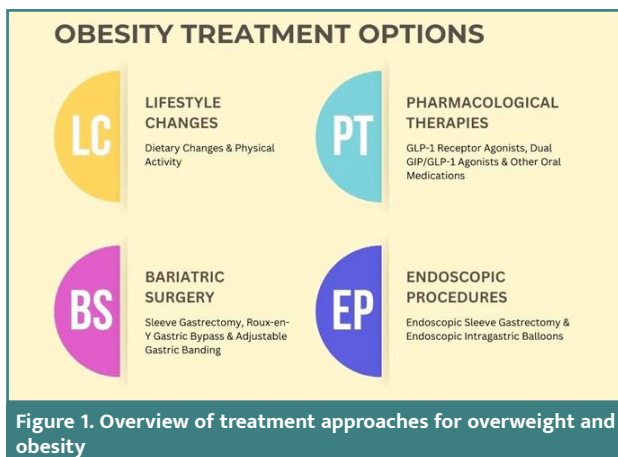 OBESITY TREATMENT OPTIONS
LC
LIFESTYLE
CHANGES
Dietary Changes & Physical
Activity
PT
PHARMACOLOGICAL
THERAPIES
GLP-1 Receptor Agonists, Dual
GIP/GLP-1 Agonists & Other Oral
Medications
BS
BARIATRIC
SURGERY
Sleeve Gastrectomy, Roux-en-
Y Gastric Bypass & Adjustable
Gastric Banding
EP
ENDOSCOPIC
PROCEDURES
Endoscopic Sleeve Gastrectomy &
Endoscopic Intragastric Balloons
Figure 1. Overview of treatment approaches for overweight and
obesity